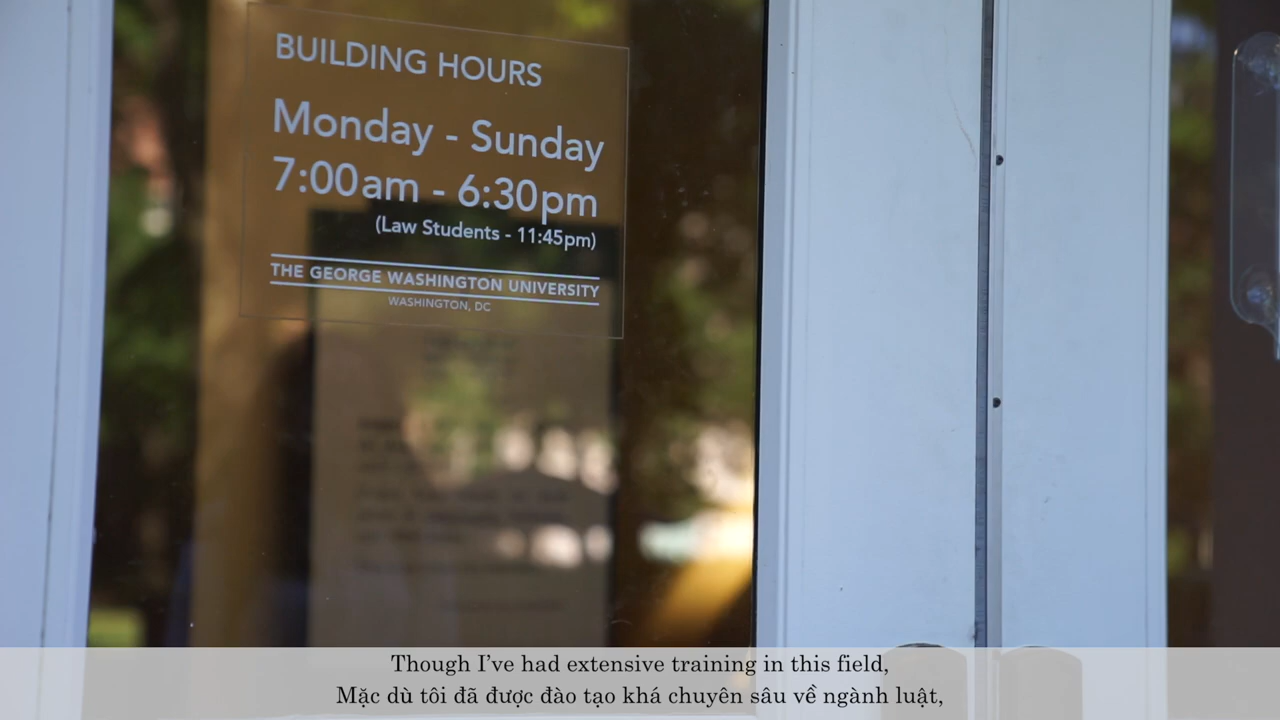 BUILDING HOURS
Monday - Sunday
7:00am - 6:30pm
(Law Students - 11:45pm)
THE GEORGE WASHINGTON UNIVERSITY
WASHINGTON, DC
Though I've had extensive training in this field,
Mặc dù tôi đã được đào tạo khá chuyên sâu về ngành luật,